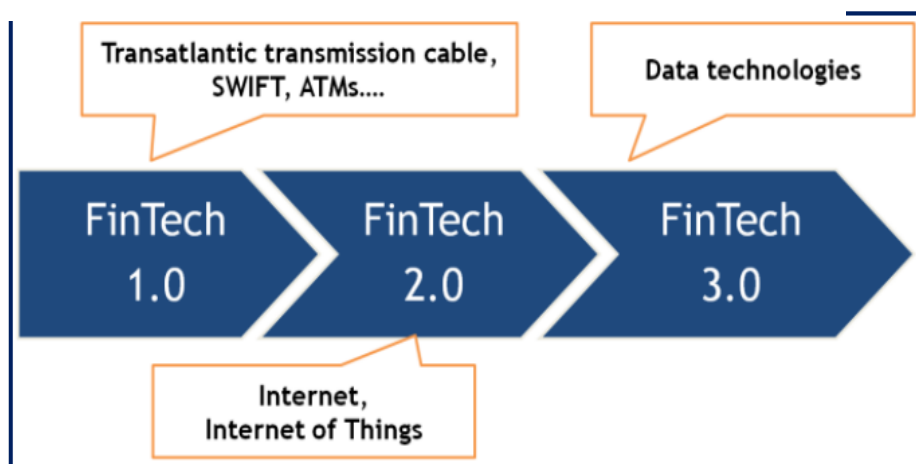 Transatlantic transmission cable,
SWIFT, ATMs....
Data technologies
FinTech
1.0
FinTech
2.0
FinTech
3.0
Internet,
Internet of Things